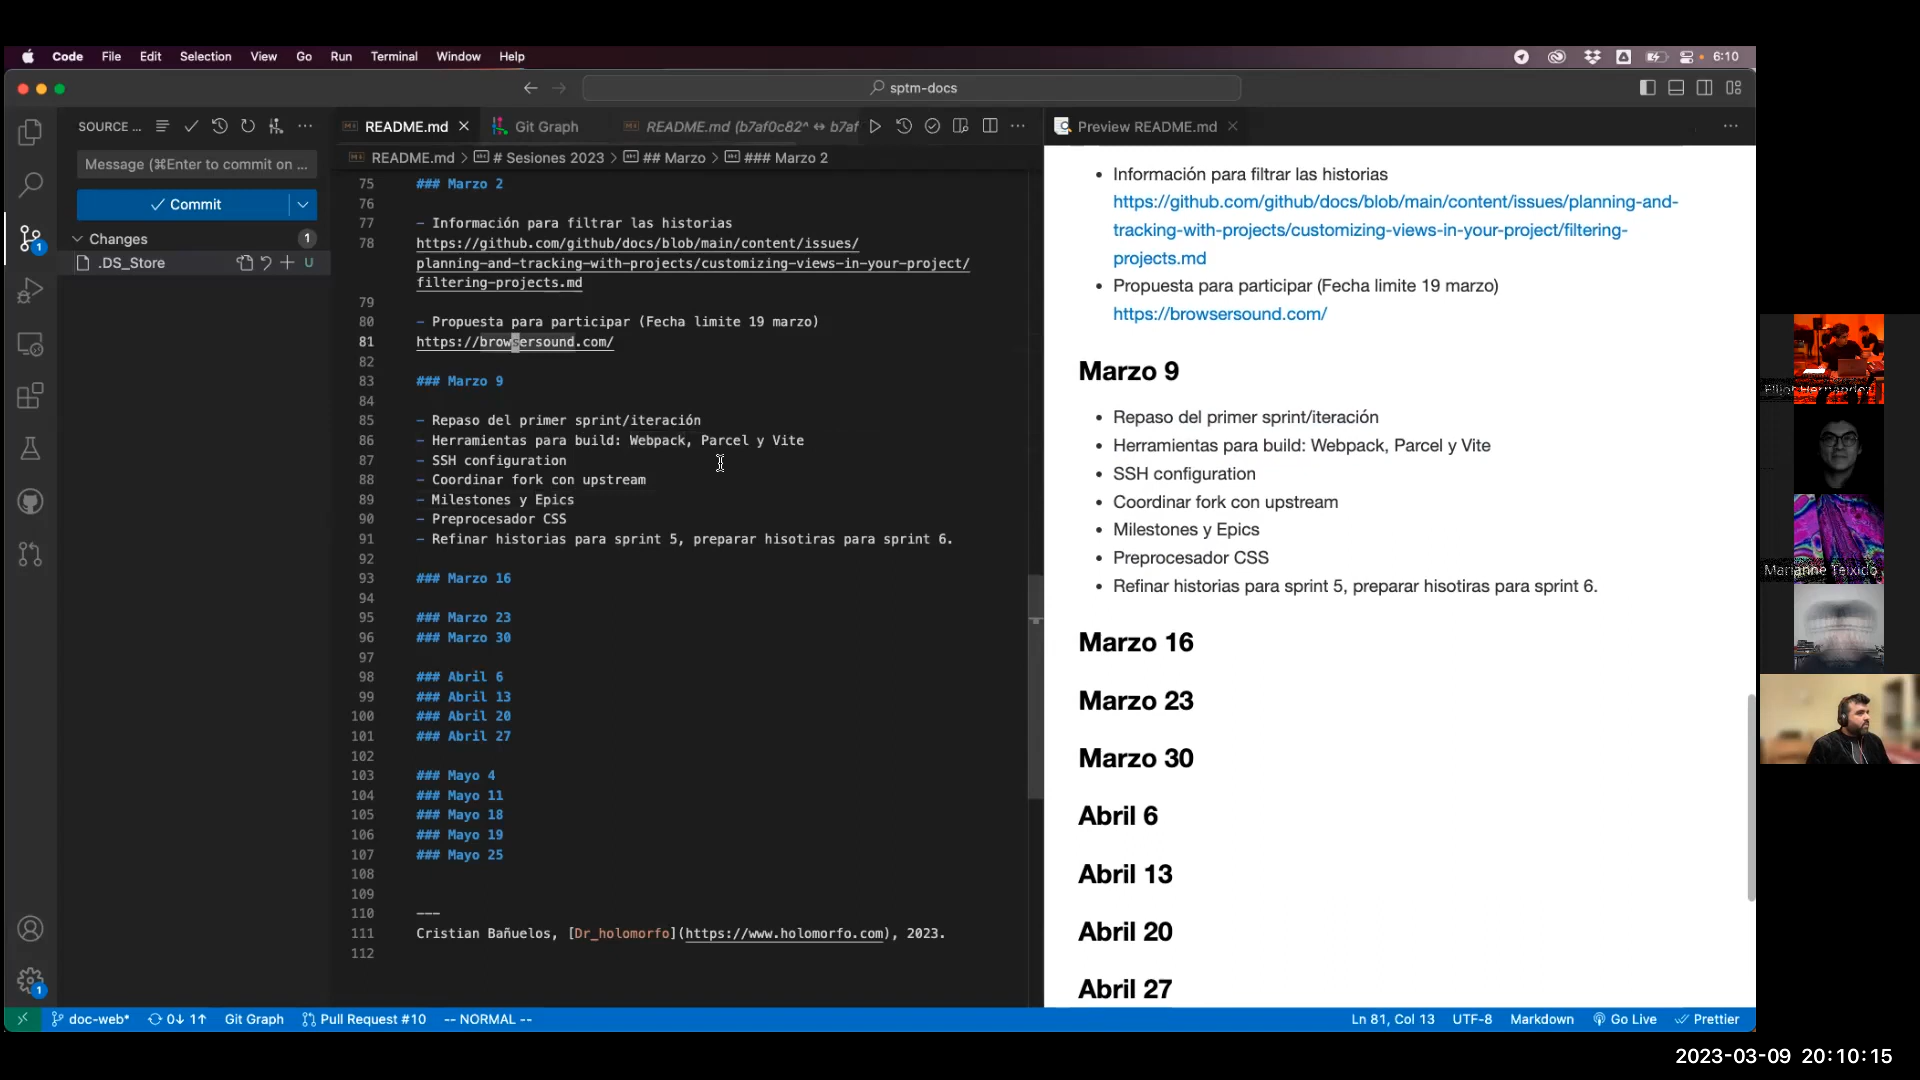 Code File Edit Selection View Go Run Terminal Window Help 6:10
sptm-docs
SOURCE ...
README.md
Git Graph
README.md (b7af0c82^ ↔ b7af
Preview README.md
Message (⌘Enter to commit on ...
Commit
Changes 1
.DS_Store U
1
1
README.md > # Sesiones 2023 > ## Marzo > ### Marzo 2
75 ### Marzo 2
76
77 - Información para filtrar las historias
78 https://github.com/github/docs/blob/main/content/issues/
planning-and-tracking-with-projects/customizing-views-in-your-project/
filtering-projects.md
79
80 - Propuesta para participar (Fecha limite 19 marzo)
81 https://browsersound.com/
82
83 ### Marzo 9
84
85 - Repaso del primer sprint/iteración
86 - Herramientas para build: Webpack, Parcel y Vite
87 - SSH configuration
88 - Coordinar fork con upstream
89 - Milestones y Epics
90 - Preprocesador CSS
91 - Refinar historias para sprint 5, preparar hisotiras para sprint 6.
92
93 ### Marzo 16
94
95 ### Marzo 23
96 ### Marzo 30
97
98 ### Abril 6
99 ### Abril 13
100 ### Abril 20
101 ### Abril 27
102
103 ### Mayo 4
104 ### Mayo 11
105 ### Mayo 18
106 ### Mayo 19
107 ### Mayo 25
108
109
110 ---
111 Cristian Bañuelos, [Dr_holomorfo](https://www.holomorfo.com), 2023.
112
• Información para filtrar las historias
https://github.com/github/docs/blob/main/content/issues/planning-and-
tracking-with-projects/customizing-views-in-your-project/filtering-
projects.md
• Propuesta para participar (Fecha limite 19 marzo)
https://browsersound.com/
Marzo 9
• Repaso del primer sprint/iteración
• Herramientas para build: Webpack, Parcel y Vite
• SSH configuration
• Coordinar fork con upstream
• Milestones y Epics
• Preprocesador CSS
• Refinar historias para sprint 5, preparar hisotiras para sprint 6.
Marzo 16
Marzo 23
Marzo 30
Abril 6
Abril 13
Abril 20
Abril 27
Elliot Hernandez
Marianne Teixido
doc-web* 0↓ 1↑ Git Graph Pull Request #10 -- NORMAL --
Ln 81, Col 13 UTF-8 Markdown Go Live Prettier
2023-03-09 20:10:15